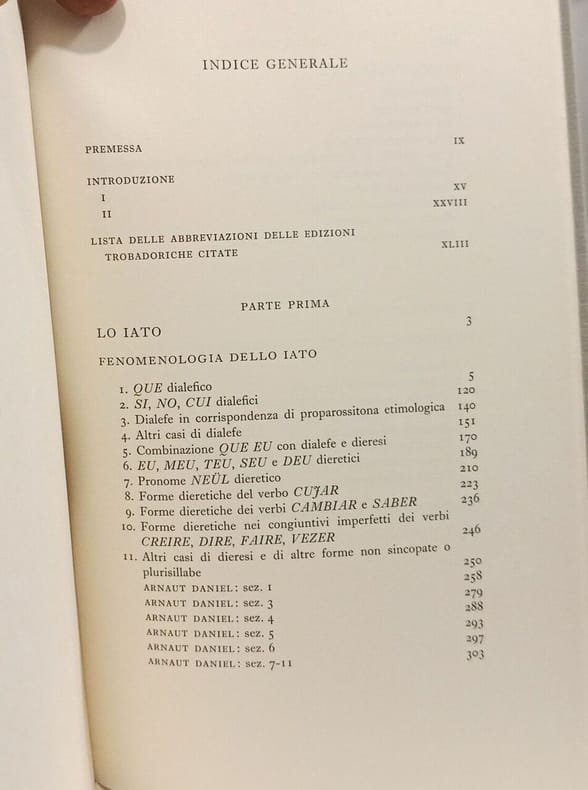 INDICE GENERALE
PREMESSA IX
INTRODUZIONE
I XV
II XXVIII
LISTA DELLE ABBREVIAZIONI DELLE EDIZIONI
TROBADORICHE CITATE XLIII
PARTE PRIMA
LO IATO 3
FENOMENOLOGIA DELLO IATO
1. QUE dialefico 5
2. SI, NO, CUI dialefici 120
3. Dialefe in corrispondenza di proparossitona etimologica 140
4. Altri casi di dialefe 151
5. Combinazione QUE EU con dialefe e dieresi 170
6. EU, MEU, TEU, SEU e DEU dieretici 189
7. Pronome NEÜL dieretico 210
8. Forme dieretiche del verbo CUJAR 223
9. Forme dieretiche dei verbi CAMBIAR e SABER 236
10. Forme dieretiche nei congiuntivi imperfetti dei verbi
CREIRE, DIRE, FAIRE, VEZER 246
11. Altri casi di dieresi e di altre forme non sincopate o
plurisillabe 250
ARNAUT DANIEL: sez. 1 258
ARNAUT DANIEL: sez. 3 279
ARNAUT DANIEL: sez. 4 288
ARNAUT DANIEL: sez. 5 293
ARNAUT DANIEL: sez. 6 297
ARNAUT DANIEL: sez. 7-11 303